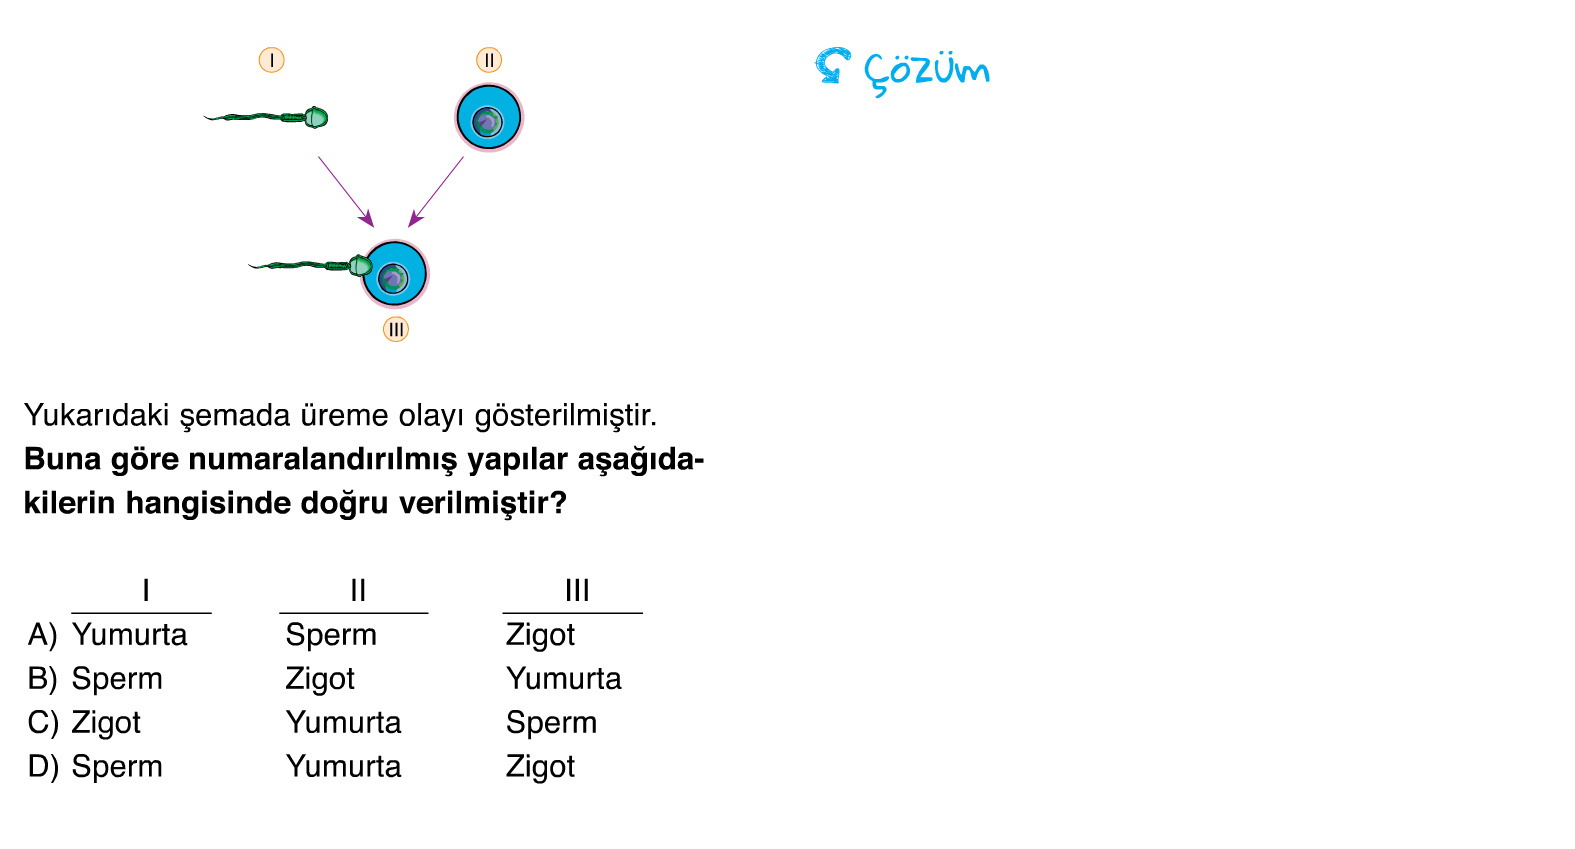 I
II
III
Yukarıdaki şemada üreme olayı gösterilmiştir.
Buna göre numaralandırılmış yapılar aşağıda-
kilerin hangisinde doğru verilmiştir?
I II III
A) Yumurta Sperm Zigot
B) Sperm Zigot Yumurta
C) Zigot Yumurta Sperm
D) Sperm Yumurta Zigot
Çözüm